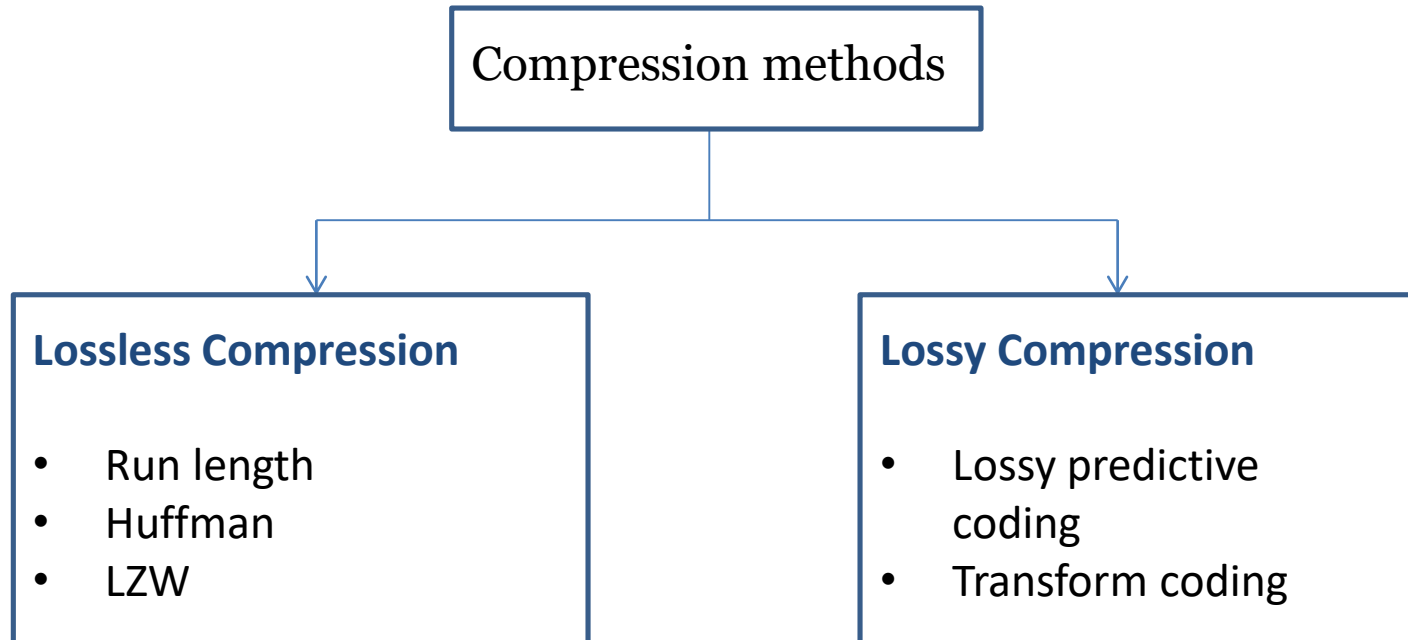 Compression methods
Lossless Compression
• Run length
• Huffman
• LZW
Lossy Compression
• Lossy predictive
coding
• Transform coding